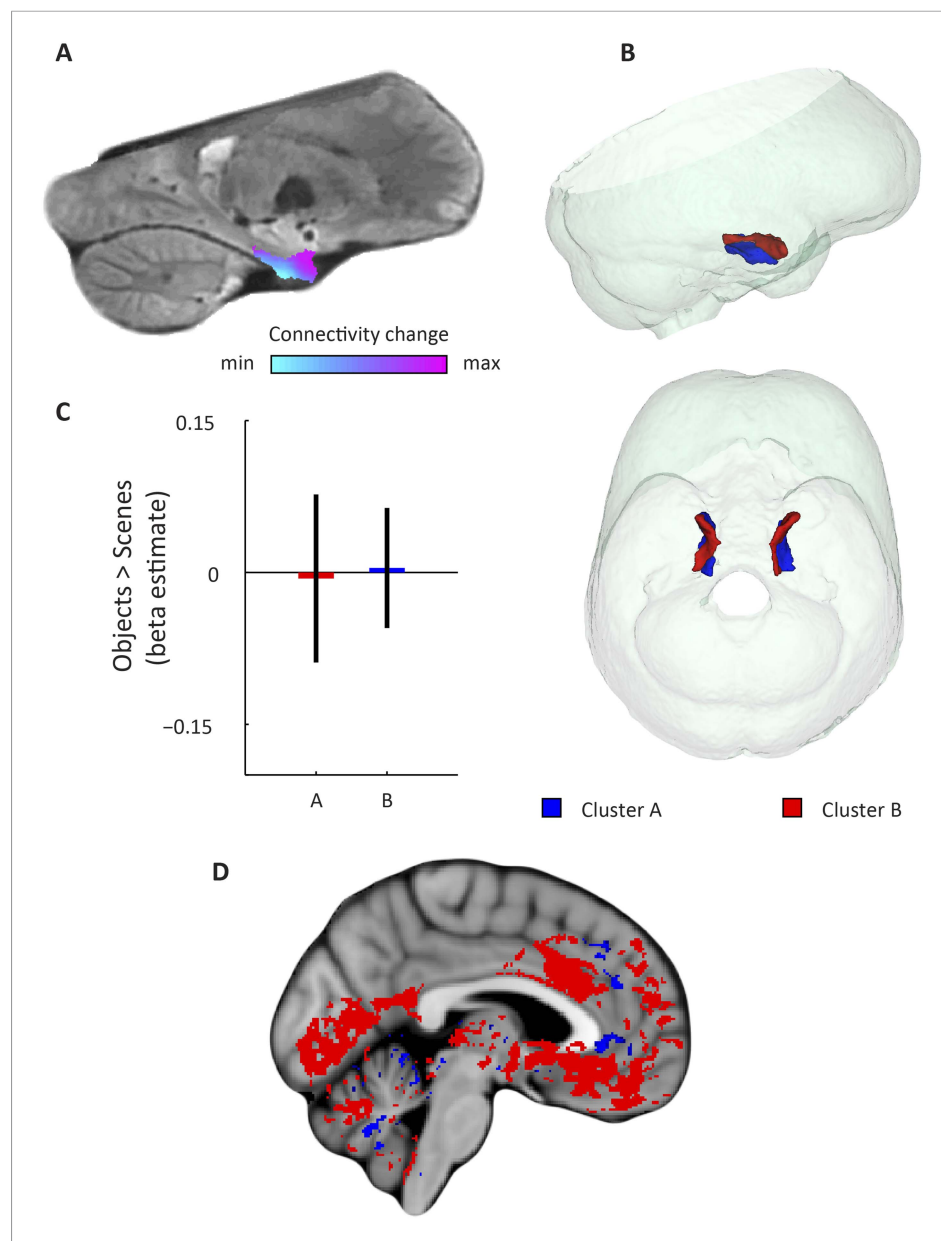 A
B
Connectivity change
min
max
C
0.15
0
−0.15
Objects > Scenes
(beta estimate)
A
B
Cluster A
Cluster B
D